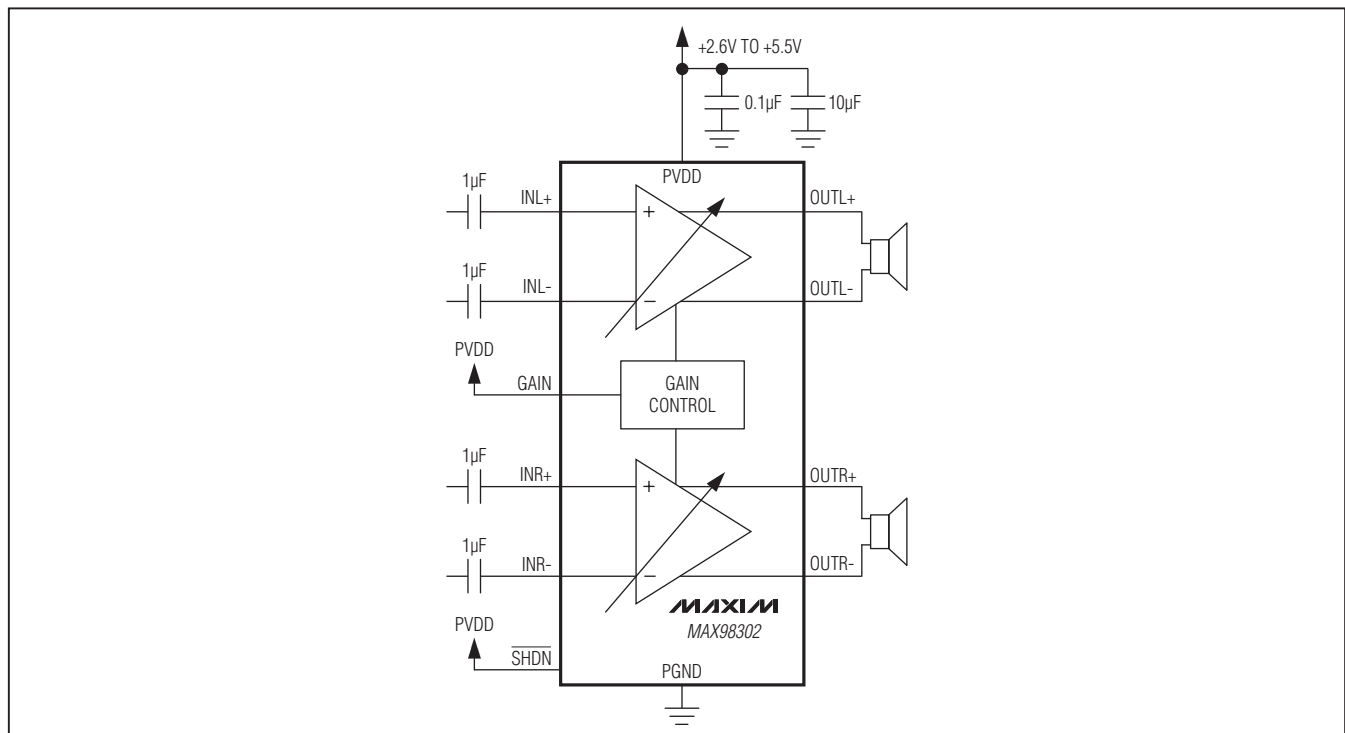 +2.6V TO +5.5V
0.1µF
10µF
PVDD
1µF
INL+
+
OUTL+
1µF
INL-
−
OUTL-
PVDD
GAIN
GAIN
CONTROL
1µF
INR+
+
OUTR+
1µF
INR-
−
OUTR-
MAXIM
MAX98302
PVDD
SHDN
PGND